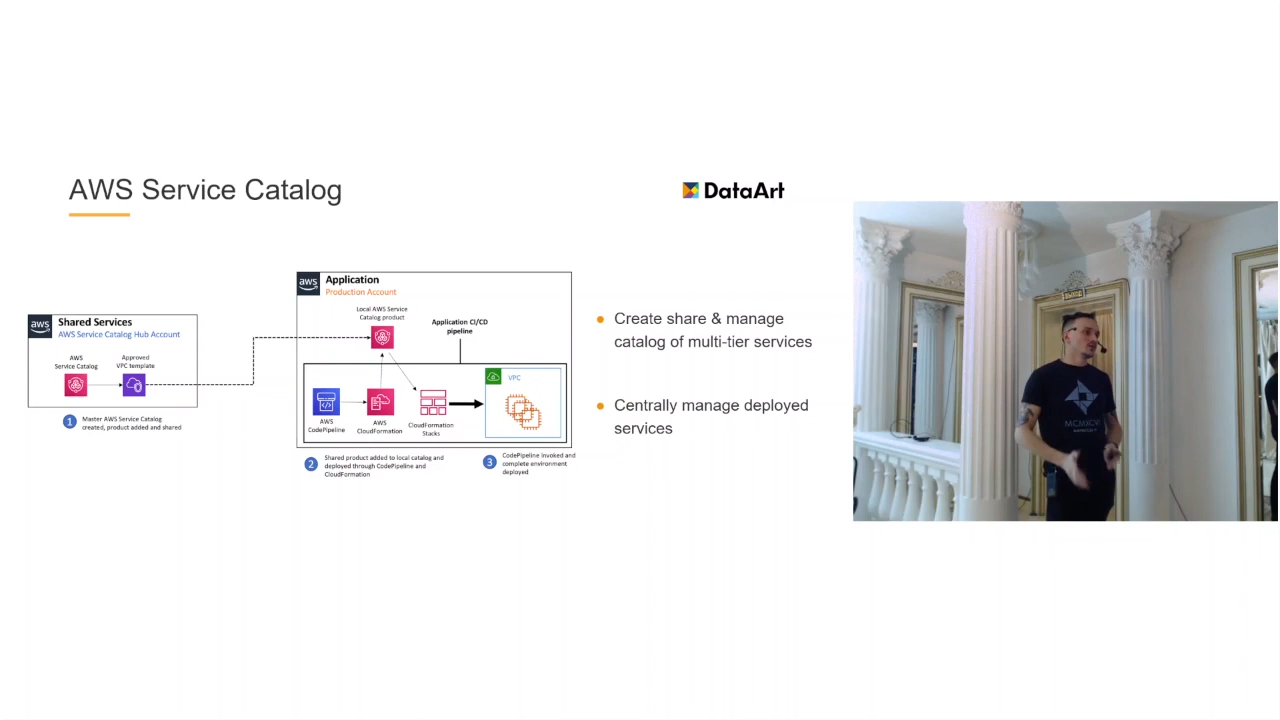 AWS Service Catalog
DataArt
aws
Shared Services
AWS Service Catalog Hub Account
AWS
Service Catalog
Approved
VPC template
1
Master AWS Service Catalog
created, product added and shared
aws
Application
Production Account
Local AWS Service
Catalog product
Application CI/CD
pipeline
AWS
CodePipeline
AWS
CloudFormation
CloudFormation
Stacks
VPC
2
Shared product added to local catalog and
deployed through CodePipeline and
CloudFormation
3
CodePipeline invoked and
complete environment
deployed
Create share & manage
catalog of multi-tier services
Centrally manage deployed
services